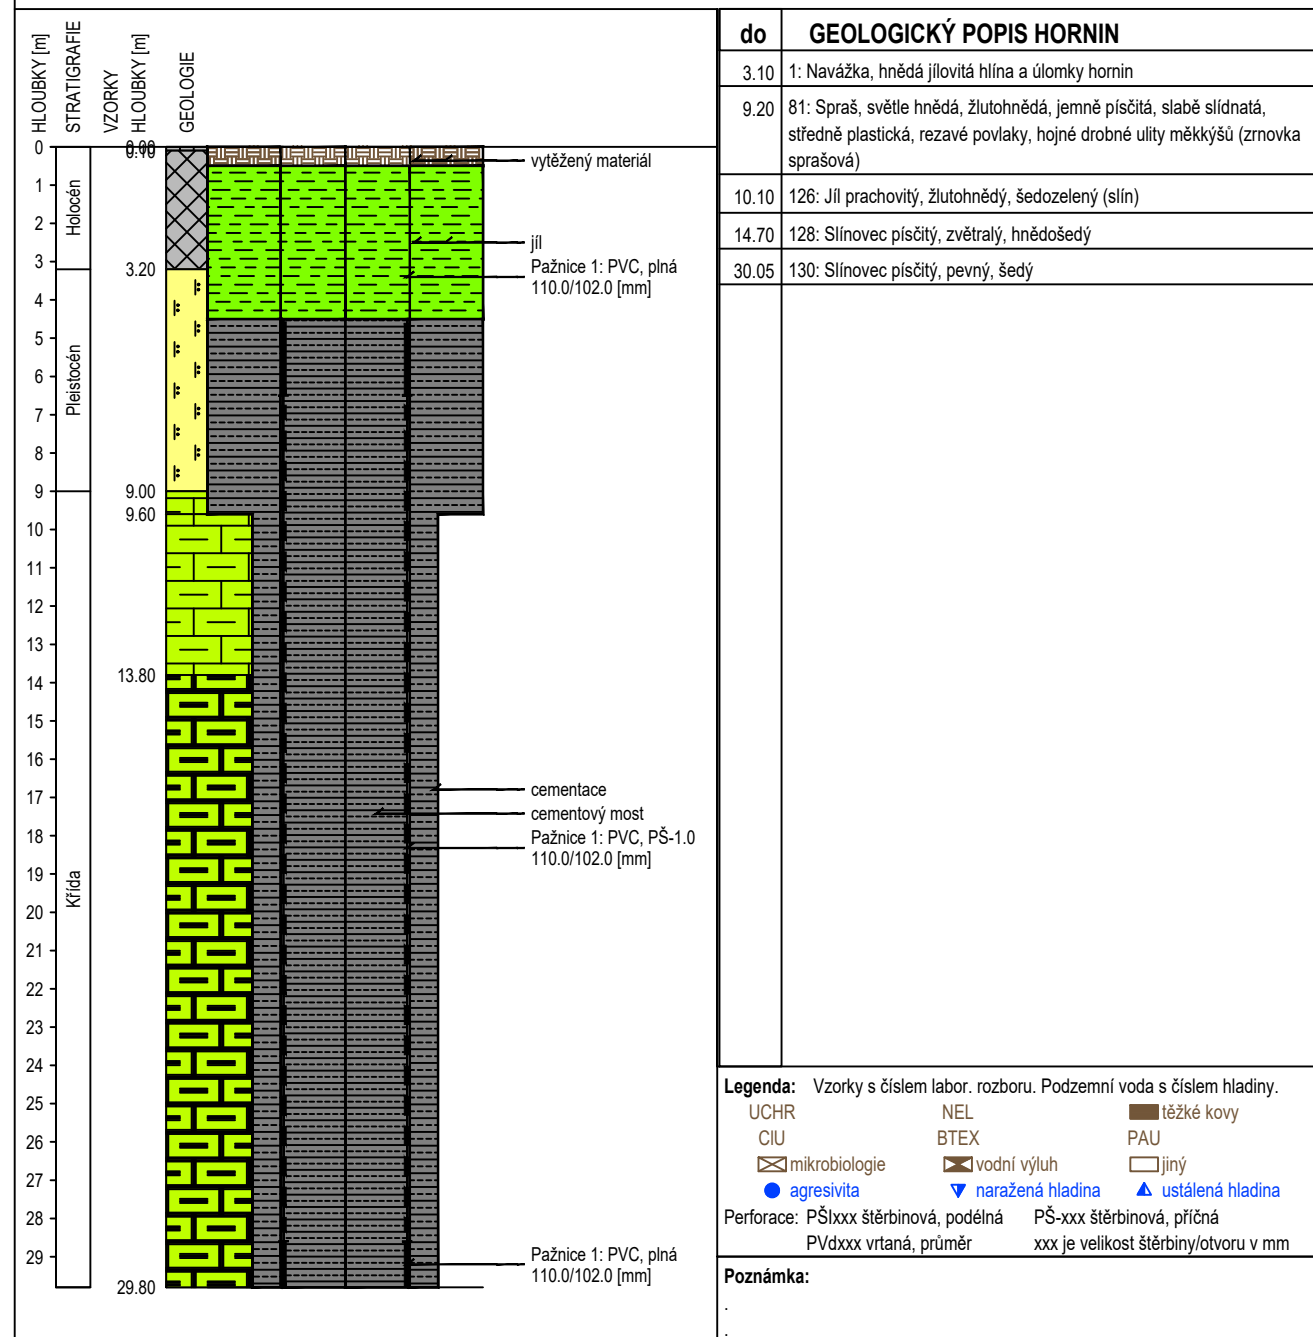 HLOUBKY [m]
STRATIGRAFIE
VZORKY
HLOUBKY [m]
GEOLOGIE
0
1
2
3
4
5
6
7
8
9
10
11
12
13
14
15
16
17
18
19
20
21
22
23
24
25
26
27
28
29
Holocén
Pleistocén
Křída
0.00
0.10
3.20
9.00
9.60
13.80
29.80
vytěžený materiál
jíl
Pažnice 1: PVC, plná
110.0/102.0 [mm]
cementace
cementový most
Pažnice 1: PVC, PŠ-1.0
110.0/102.0 [mm]
Pažnice 1: PVC, plná
110.0/102.0 [mm]
do GEOLOGICKÝ POPIS HORNIN
3.10 1: Navážka, hnědá jílovitá hlína a úlomky hornin
9.20 81: Spraš, světle hnědá, žlutohnědá, jemně písčitá, slabě slídnatá,
středně plastická, rezavé povlaky, hojné drobné ulity měkkýšů (zrnovka
sprašová)
10.10 126: Jíl prachovitý, žlutohnědý, šedozelený (slín)
14.70 128: Slínovec písčitý, zvětralý, hnědošedý
30.05 130: Slínovec písčitý, pevný, šedý
Legenda: Vzorky s číslem labor. rozboru. Podzemní voda s číslem hladiny.
UCHR NEL těžké kovy
CIU BTEX PAU
mikrobiologie vodní výluh jiný
agresivita naražená hladina ustálená hladina
Perforace: PŠIxxx štěrbinová, podélná PŠ-xxx štěrbinová, příčná
PVdxxx vrtaná, průměr xxx je velikost štěrbiny/otvoru v mm
Poznámka:
.
.